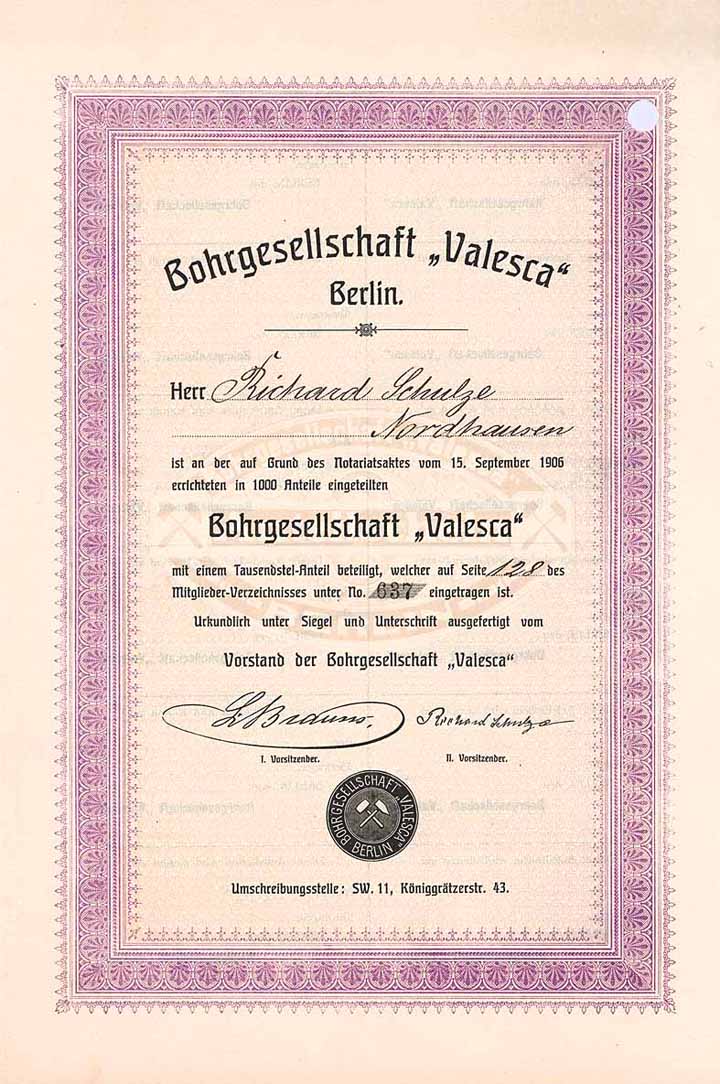 Bohrgesellschaft „Valesca“
Berlin.
Herr Richard Schulze
Nordhausen
ist an der auf Grund des Notariatsaktes vom 15. September 1906
errichteten in 1000 Anteile eingeteilten
Bohrgesellschaft „Valesca“
mit einem Tausendstel-Anteil beteiligt, welcher auf Seite 128 des
Mitglieder-Verzeichnisses unter No. 637 eingetragen ist.
Urkundlich unter Siegel und Unterschrift ausgefertigt vom
Vorstand der Bohrgesellschaft „Valesca“
L. Brauns. Richard Schulze
I. Vorsitzender. II. Vorsitzender.
BOHRGESELLSCHAFT „VALESCA“
BERLIN
Umschreibungsstelle: SW. 11, Königgrätzerstr. 43.